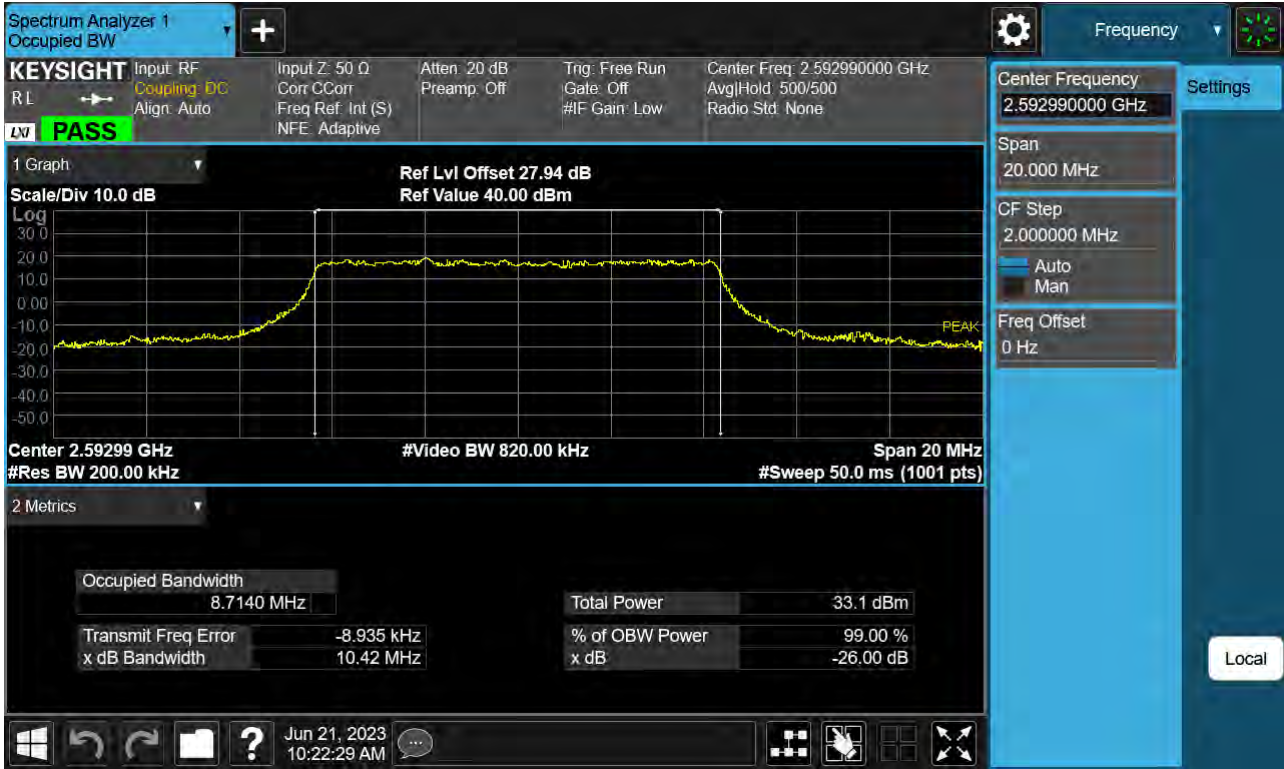 Spectrum Analyzer 1
Occupied BW
+
Frequency
KEYSIGHT
R L
LXI
PASS
Input: RF
Coupling: DC
Align: Auto
Input Z: 50 Ω
Corr CCorr
Freq Ref: Int (S)
NFE: Adaptive
Atten: 20 dB
Preamp: Off
Trig: Free Run
Gate: Off
#IF Gain: Low
Center Freq: 2.592990000 GHz
Avg|Hold: 500/500
Radio Std: None
Center Frequency
2.592990000 GHz
Settings
Span
20.000 MHz
CF Step
2.000000 MHz
Auto
Man
Freq Offset
0 Hz
Local
1 Graph
Scale/Div 10.0 dB
Ref Lvl Offset 27.94 dB
Ref Value 40.00 dBm
Log
30.0
20.0
10.0
0.00
-10.0
-20.0
-30.0
-40.0
-50.0
PEAK
Center 2.59299 GHz
#Video BW 820.00 kHz
Span 20 MHz
#Res BW 200.00 kHz
#Sweep 50.0 ms (1001 pts)
2 Metrics
Occupied Bandwidth
8.7140 MHz
Total Power 33.1 dBm
Transmit Freq Error -8.935 kHz
% of OBW Power 99.00 %
x dB Bandwidth 10.42 MHz
x dB -26.00 dB
?
Jun 21, 2023
10:22:29 AM